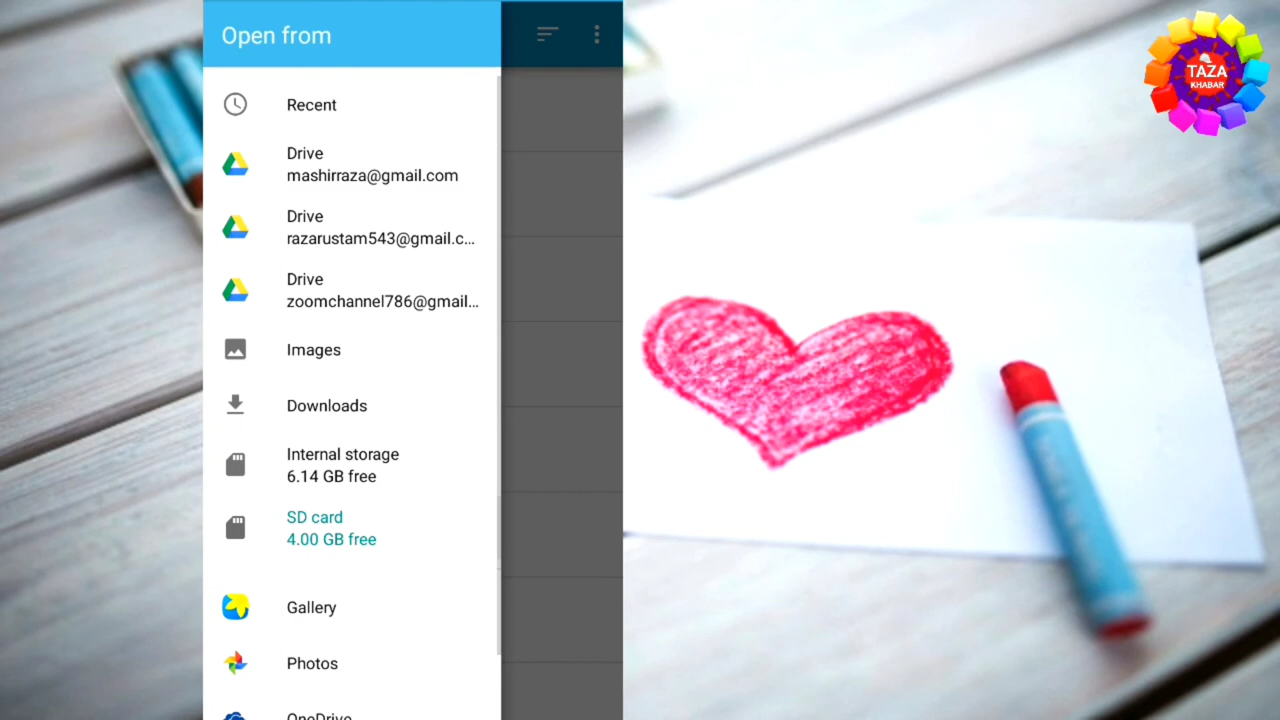 Open from
Recent
Drive
mashirraza@gmail.com
Drive
razarustam543@gmail.c...
Drive
zoomchannel786@gmail...
Images
Downloads
Internal storage
6.14 GB free
SD card
4.00 GB free
Gallery
Photos
OneDrive
TAZA
KHABAR